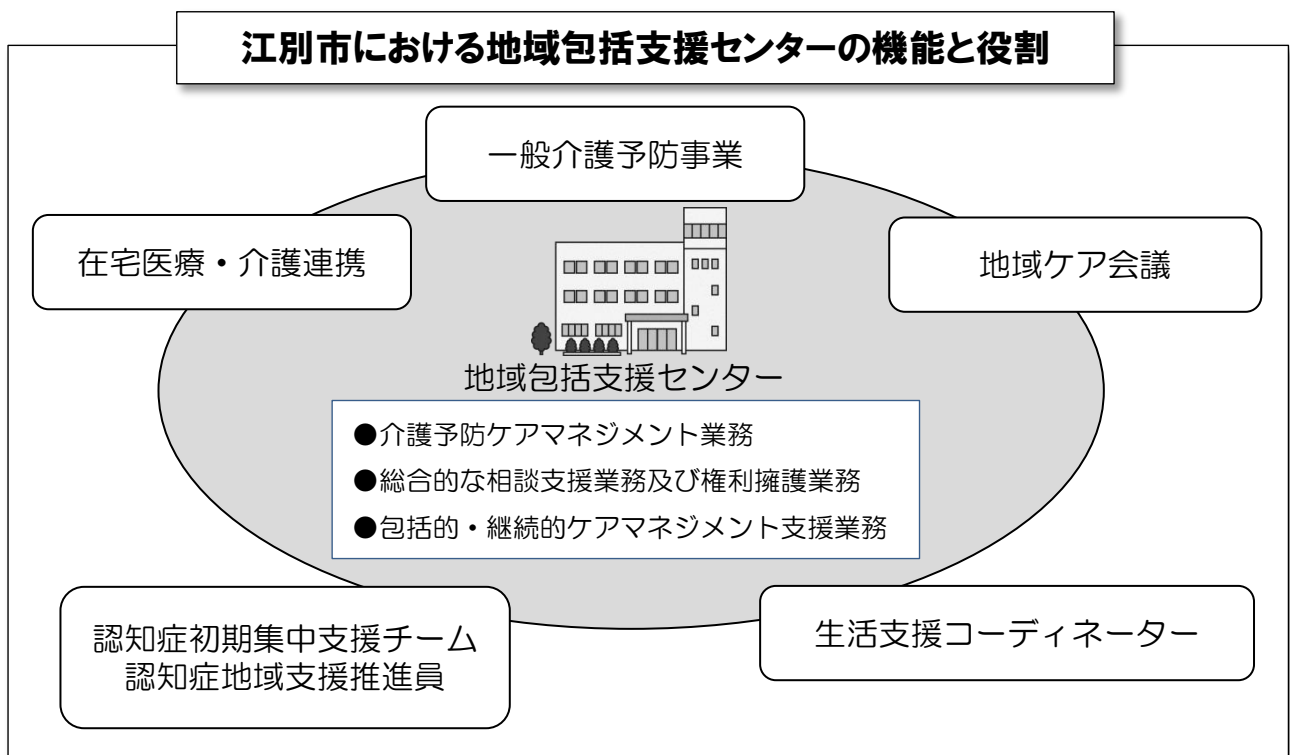 江別市における地域包括支援センターの機能と役割
一般介護予防事業
在宅医療・介護連携
地域ケア会議
地域包括支援センター
●介護予防ケアマネジメント業務
●総合的な相談支援業務及び権利擁護業務
●包括的・継続的ケアマネジメント支援業務
認知症初期集中支援チーム
認知症地域支援推進員
生活支援コーディネーター